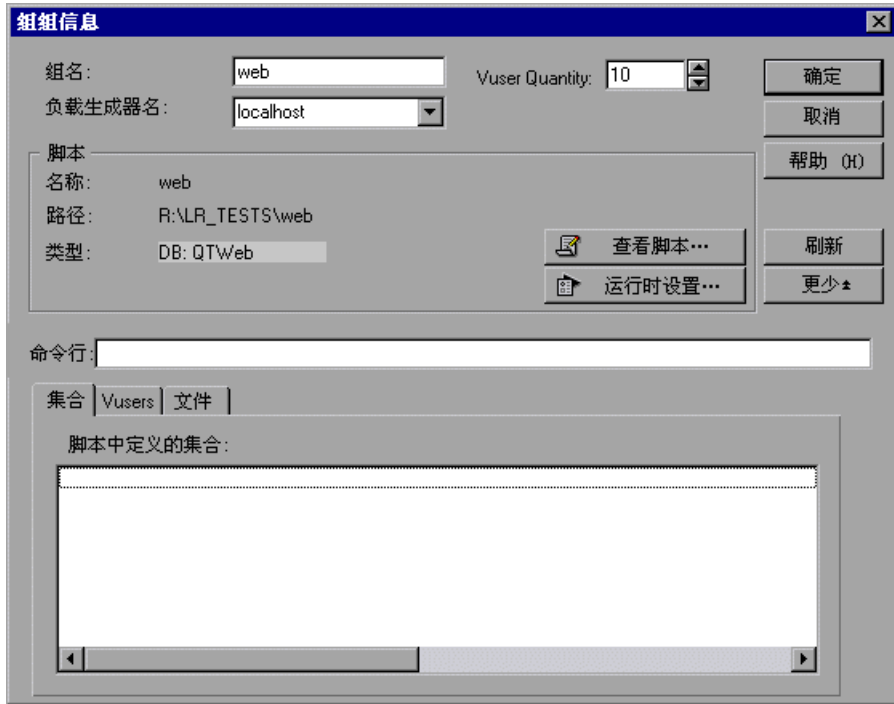 组组信息
组名: web Vuser Quantity: 10 确定
负载生成器名: localhost 取消
脚本 帮助 (H)
名称: web
路径: R:\LR_TESTS\web
类型: DB: QTWeb 查看脚本… 刷新
运行时设置… 更少
命令行:
集合 Vusers 文件
脚本中定义的集合: